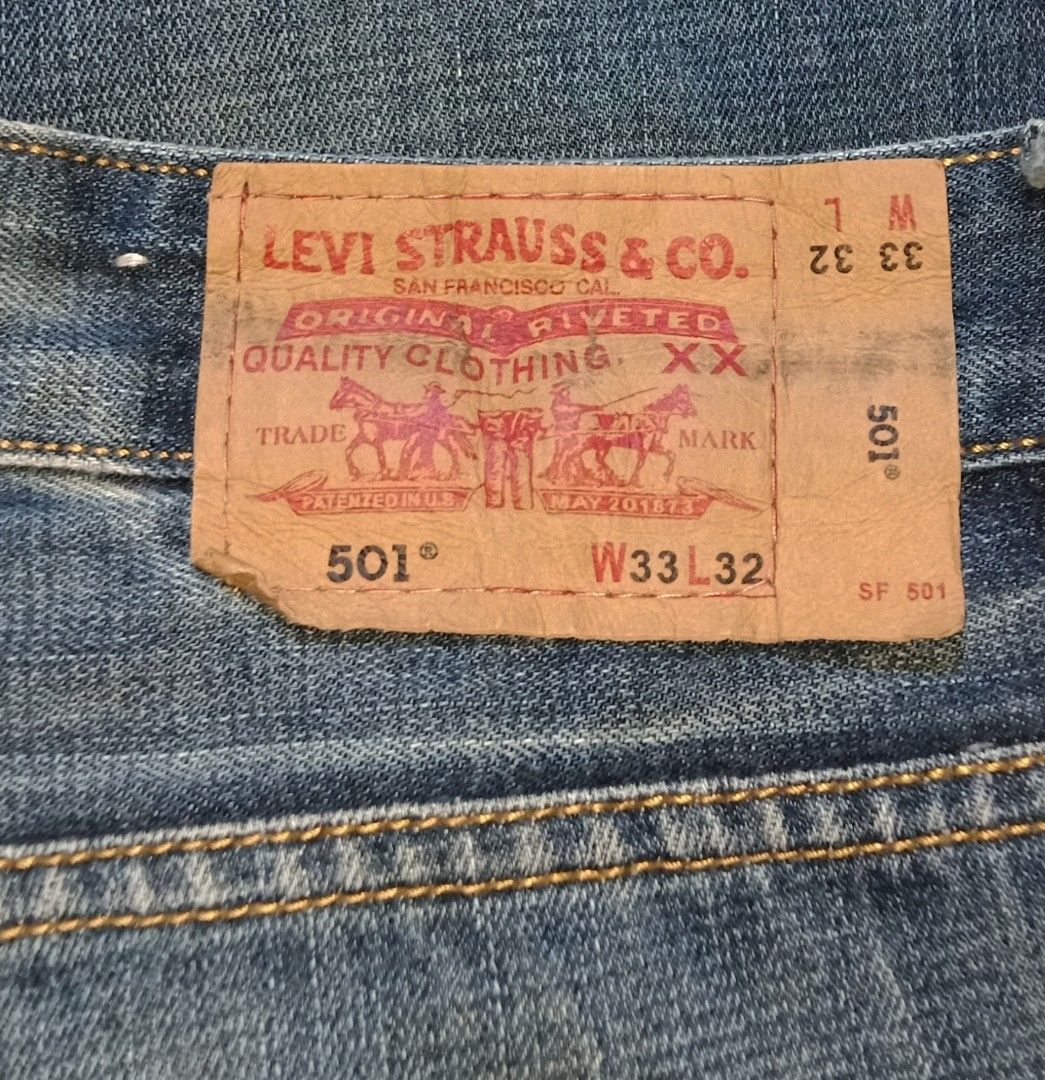 LEVI STRAUSS & CO.
SAN FRANCISCO CAL.
ORIGINAL RIVETED
QUALITY CLOTHING. XX
TRADE MARK
PATENTED IN U.S. MAY 20 1873
501® W33 L32
W L
33 32
501®
SF 501